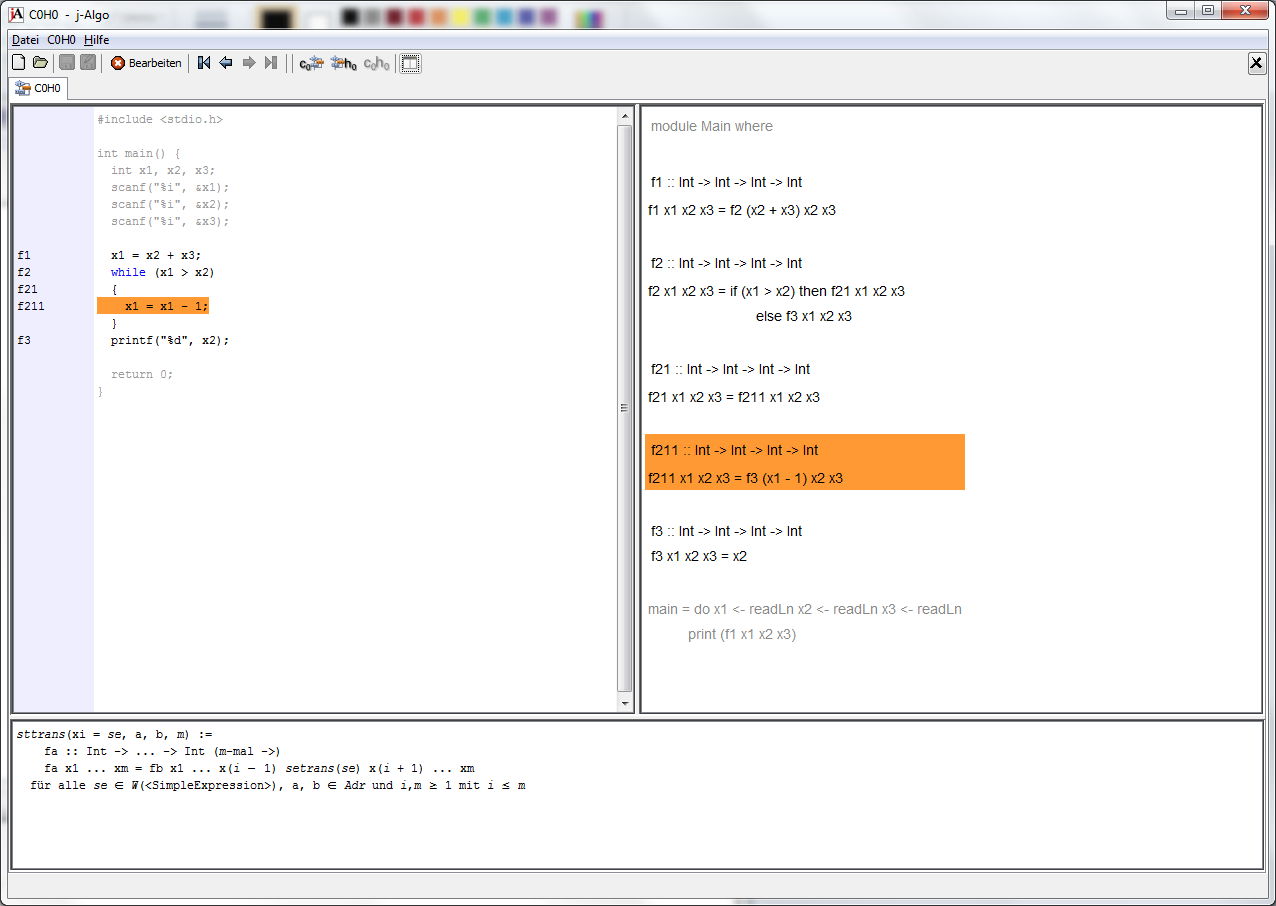 C0H0 - j-Algo
Datei C0H0 Hilfe
Bearbeiten c0 h0 c0h0
C0H0
#include <stdio.h>
int main() {
int x1, x2, x3;
scanf("%i", &x1);
scanf("%i", &x2);
scanf("%i", &x3);
f1 x1 = x2 + x3;
f2 while (x1 > x2)
f21 {
f211 x1 = x1 - 1;
}
f3 printf("%d", x2);
return 0;
}
module Main where
f1 :: Int -> Int -> Int -> Int
f1 x1 x2 x3 = f2 (x2 + x3) x2 x3
f2 :: Int -> Int -> Int -> Int
f2 x1 x2 x3 = if (x1 > x2) then f21 x1 x2 x3
else f3 x1 x2 x3
f21 :: Int -> Int -> Int -> Int
f21 x1 x2 x3 = f211 x1 x2 x3
f211 :: Int -> Int -> Int -> Int
f211 x1 x2 x3 = f3 (x1 - 1) x2 x3
f3 :: Int -> Int -> Int -> Int
f3 x1 x2 x3 = x2
main = do x1 <- readLn x2 <- readLn x3 <- readLn
print (f1 x1 x2 x3)
sttrans(xi = se, a, b, m) :=
fa :: Int -> ... -> Int (m-mal ->)
fa x1 ... xm = fb x1 ... x(i − 1) setrans(se) x(i + 1) ... xm
für alle se ∈ W(<SimpleExpression>), a, b ∈ Adr und i,m ≥ 1 mit i ≤ m